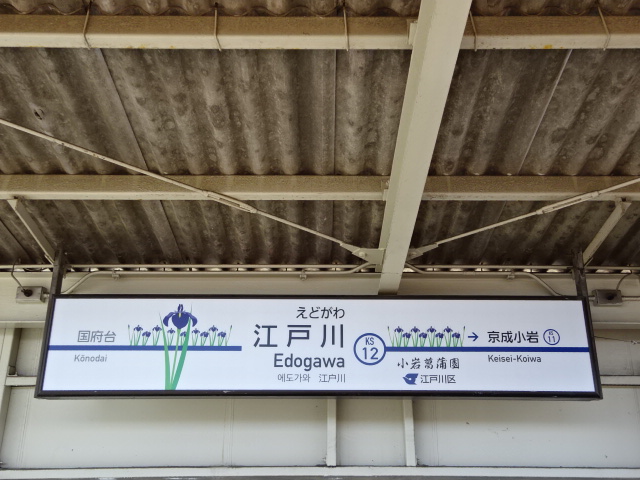 国府台
Kōnodai
えどがわ
江戸川
Edogawa
에도가와 江户川
KS
12
小岩菖蒲園
江戸川区
→ 京成小岩
KS
11
Keisei-Koiwa